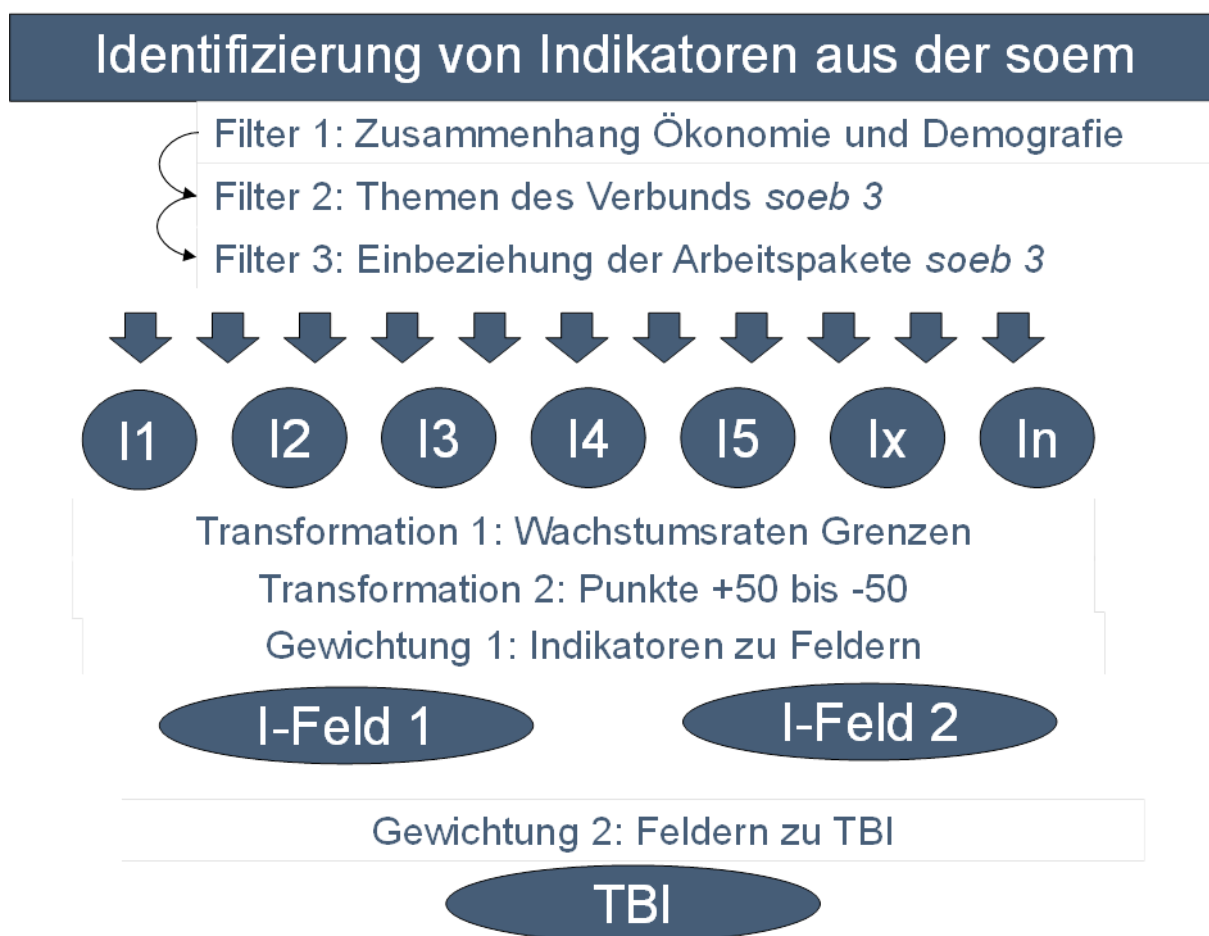 Identifizierung von Indikatoren aus der soem
Filter 1: Zusammenhang Ökonomie und Demografie
Filter 2: Themen des Verbunds soeb 3
Filter 3: Einbeziehung der Arbeitspakete soeb 3
I1 I2 I3 I4 I5 Ix In
Transformation 1: Wachstumsraten Grenzen
Transformation 2: Punkte +50 bis -50
Gewichtung 1: Indikatoren zu Feldern
I-Feld 1 I-Feld 2
Gewichtung 2: Feldern zu TBI
TBI